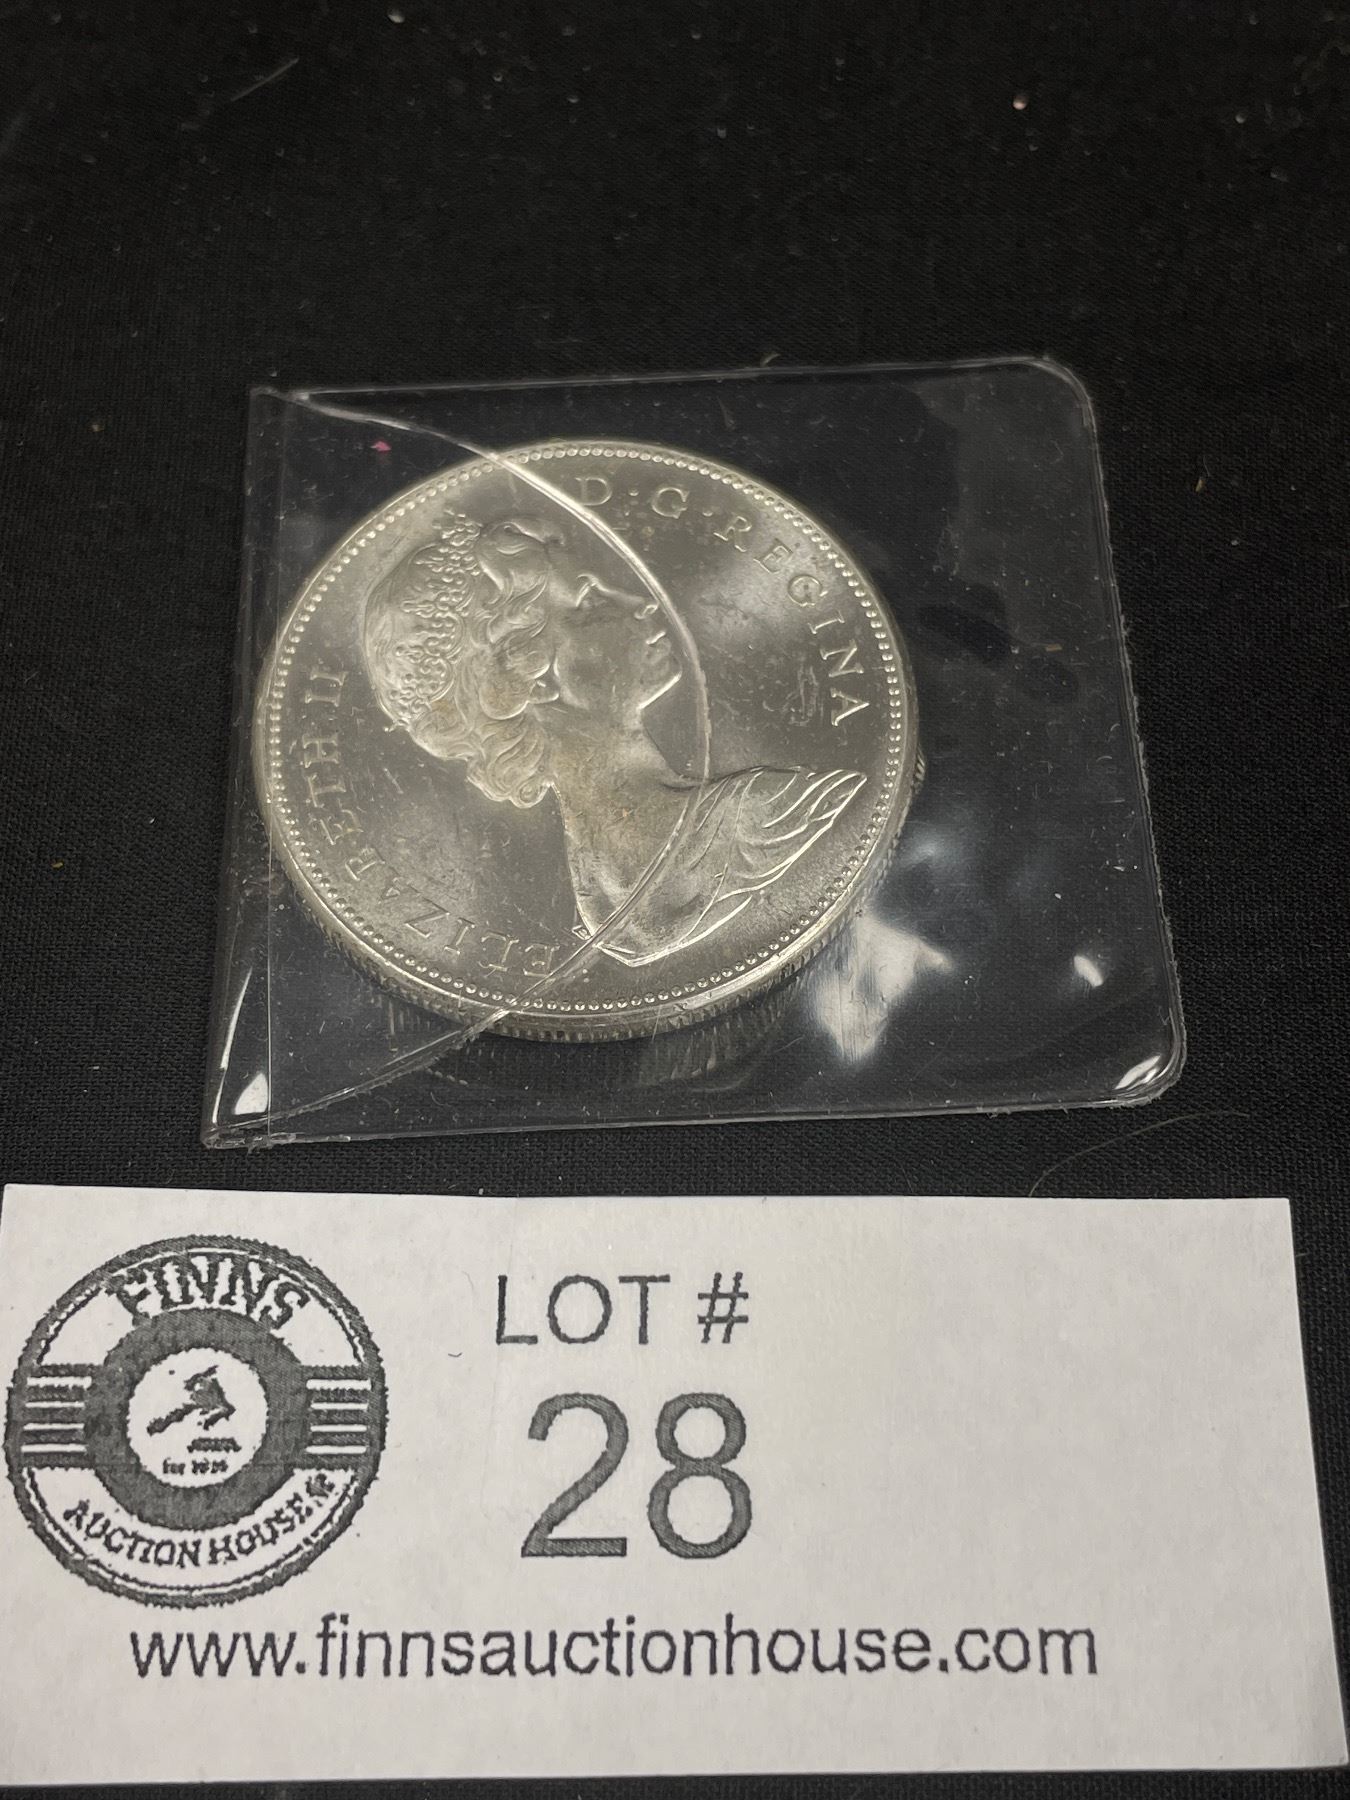 ELIZABETH II D·G·REGINA
FINNS
AUCTION HOUSE
LOT #
28
www.finnsauctionhouse.com